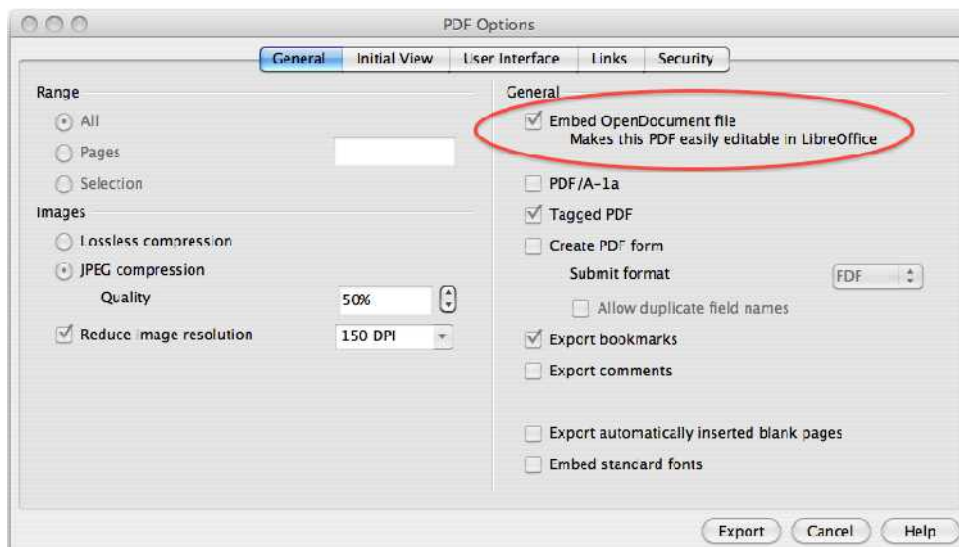 PDF Options
General Initial View User Interface Links Security
Range
All
Pages
Selection
Images
Lossless compression
JPEG compression
Quality 50%
Reduce image resolution 150 DPI
General
Embed OpenDocument file
Makes this PDF easily editable in LibreOffice
PDF/A-1a
Tagged PDF
Create PDF form
Submit format FDF
Allow duplicate field names
Export bookmarks
Export comments
Export automatically inserted blank pages
Embed standard fonts
Export Cancel Help